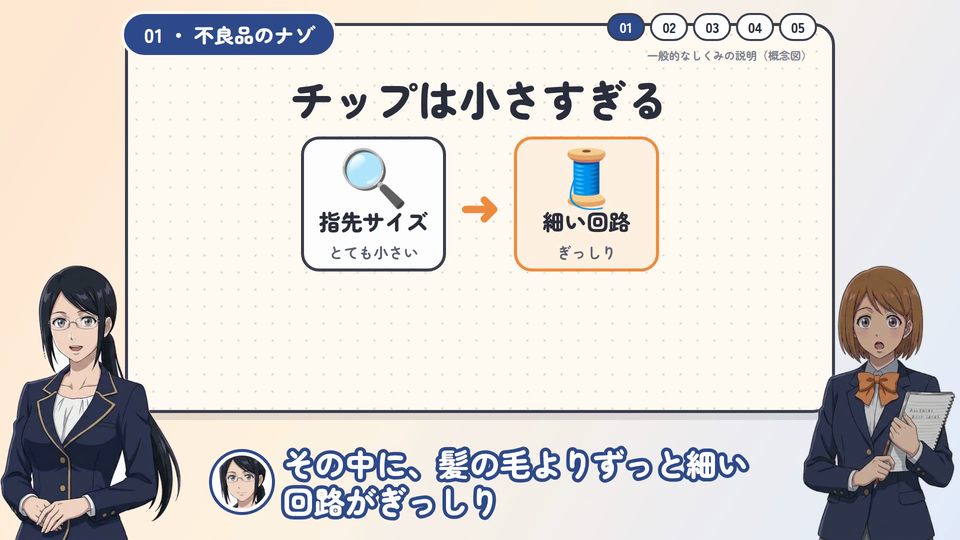 01 ・ 不良品のナゾ
01 02 03 04 05
一般的なしくみの説明（概念図）
チップは小さすぎる
指先サイズ
とても小さい
細い回路
ぎっしり
その中に、髪の毛よりずっと細い
回路がぎっしり